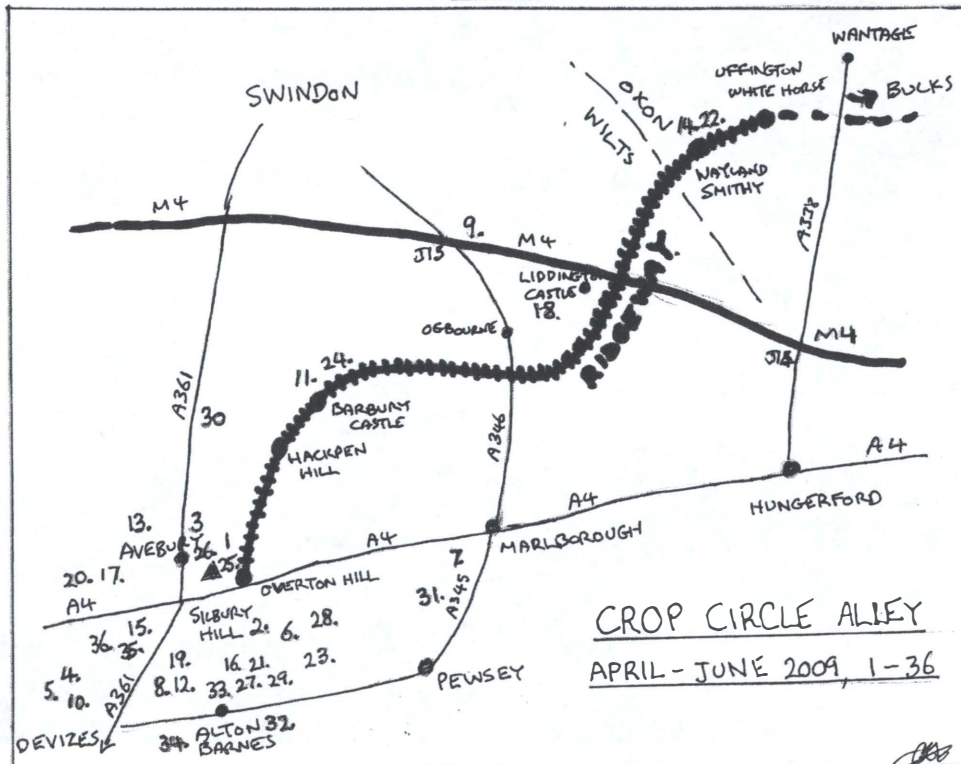 WANTAGE
UFFINGTON
WHITE HORSE
BUCKS
SWINDON
OXON
WILTS
14. 22.
WAYLAND
SMITHY
A338
M4
9.
M4
J15
LIDDINGTON
CASTLE
18.
RIDGEWAY
OGBOURNE
M4
J14
11. 24.
BARBURY
CASTLE
A361
30
HACKPEN
HILL
A346
A4
A4
HUNGERFORD
13.
3
AVEBURY
26.
1
25.
A4
MARLBOROUGH
20. 17.
OVERTON HILL
7
A4
SILBURY
HILL
2.
6.
28.
31.
A345
36.
15.
35.
19.
16. 21.
23.
4.
5.
10.
8. 12.
33.
27. 29.
PEWSEY
A361
DEVIZES
34.
ALTON
BARNES
32
CROP CIRCLE ALLEY
APRIL - JUNE 2009, 1-36